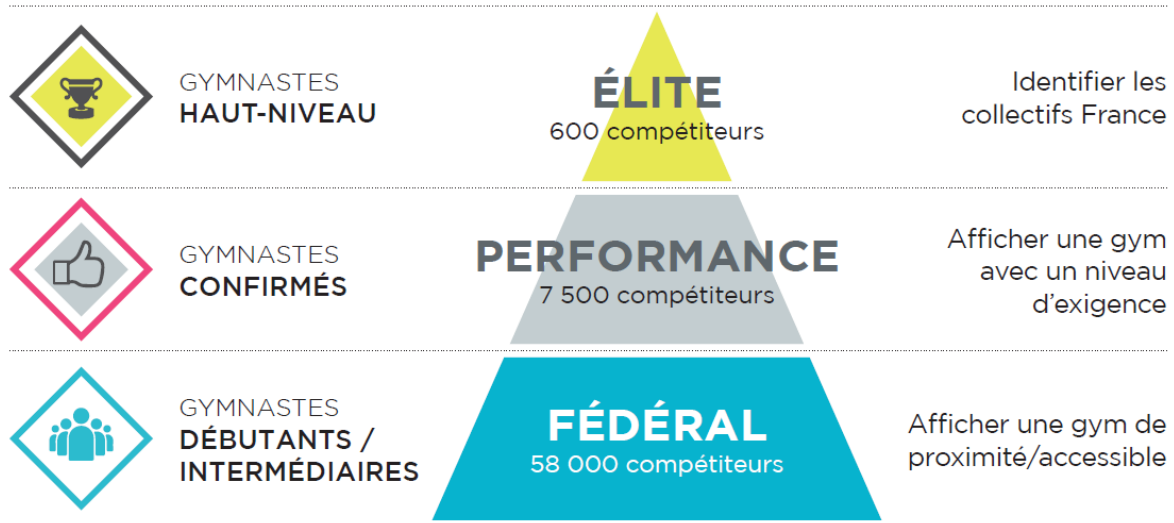 GYMNASTES
HAUT-NIVEAU
ÉLITE
600 compétiteurs
Identifier les
collectifs France
GYMNASTES
CONFIRMÉS
PERFORMANCE
7 500 compétiteurs
Afficher une gym
avec un niveau
d’exigence
GYMNASTES
DÉBUTANTS /
INTERMÉDIAIRES
FÉDÉRAL
58 000 compétiteurs
Afficher une gym de
proximité/accessible